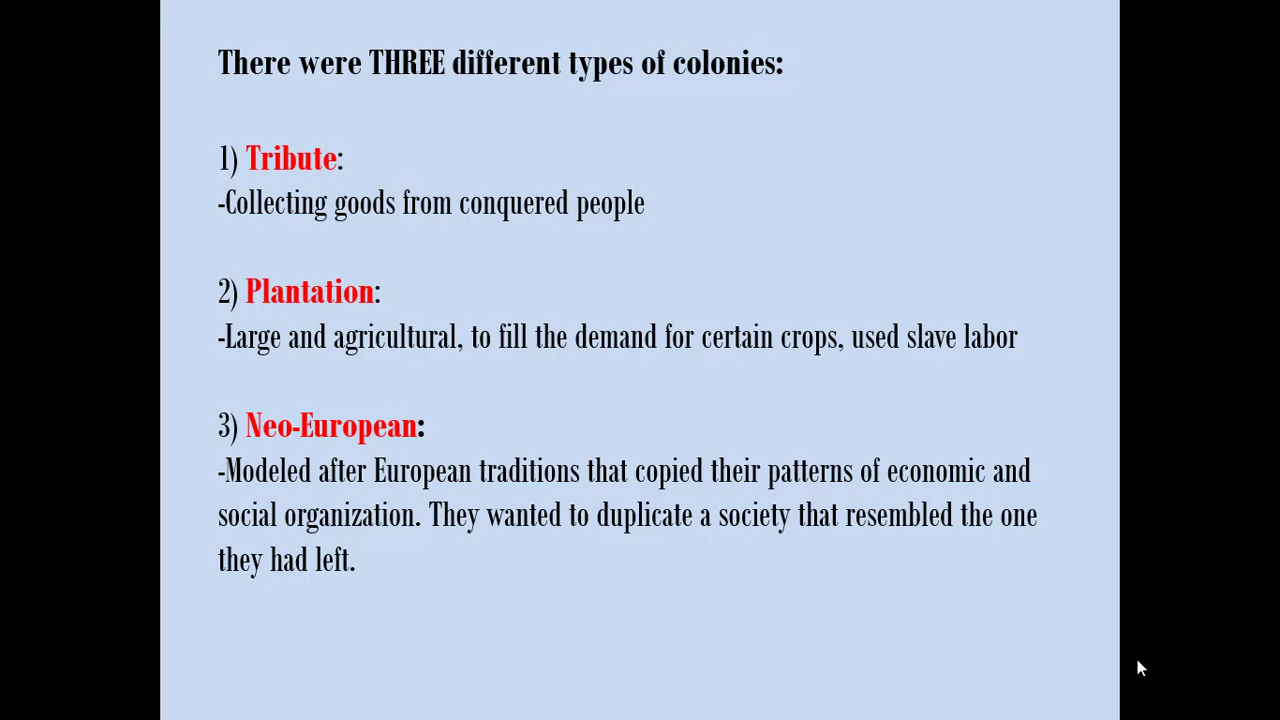 There were THREE different types of colonies:
1) Tribute:
-Collecting goods from conquered people
2) Plantation:
-Large and agricultural, to fill the demand for certain crops, used slave labor
3) Neo-European:
-Modeled after European traditions that copied their patterns of economic and
social organization. They wanted to duplicate a society that resembled the one
they had left.